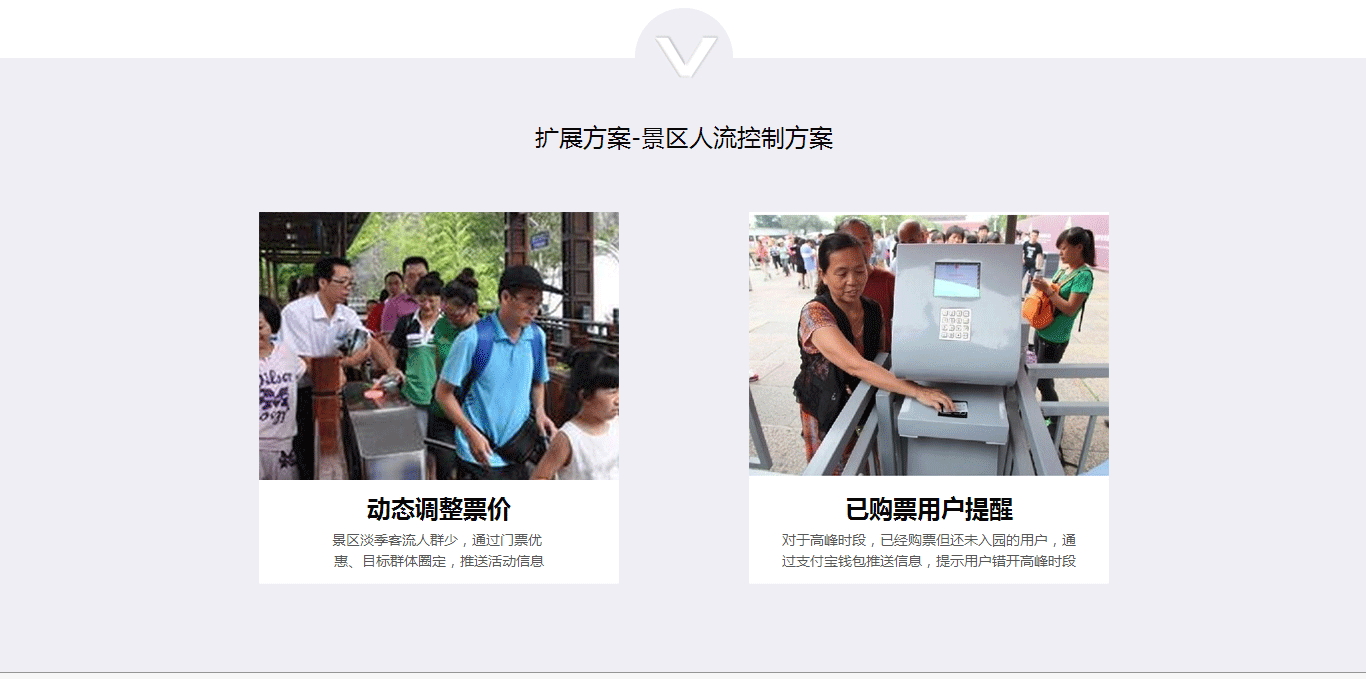 扩展方案-景区人流控制方案
动态调整票价
景区淡季客流人群少，通过门票优
惠、目标群体圈定，推送活动信息
已购票用户提醒
对于高峰时段，已经购票但还未入园的用户，通
过支付宝钱包推送信息，提示用户错开高峰时段